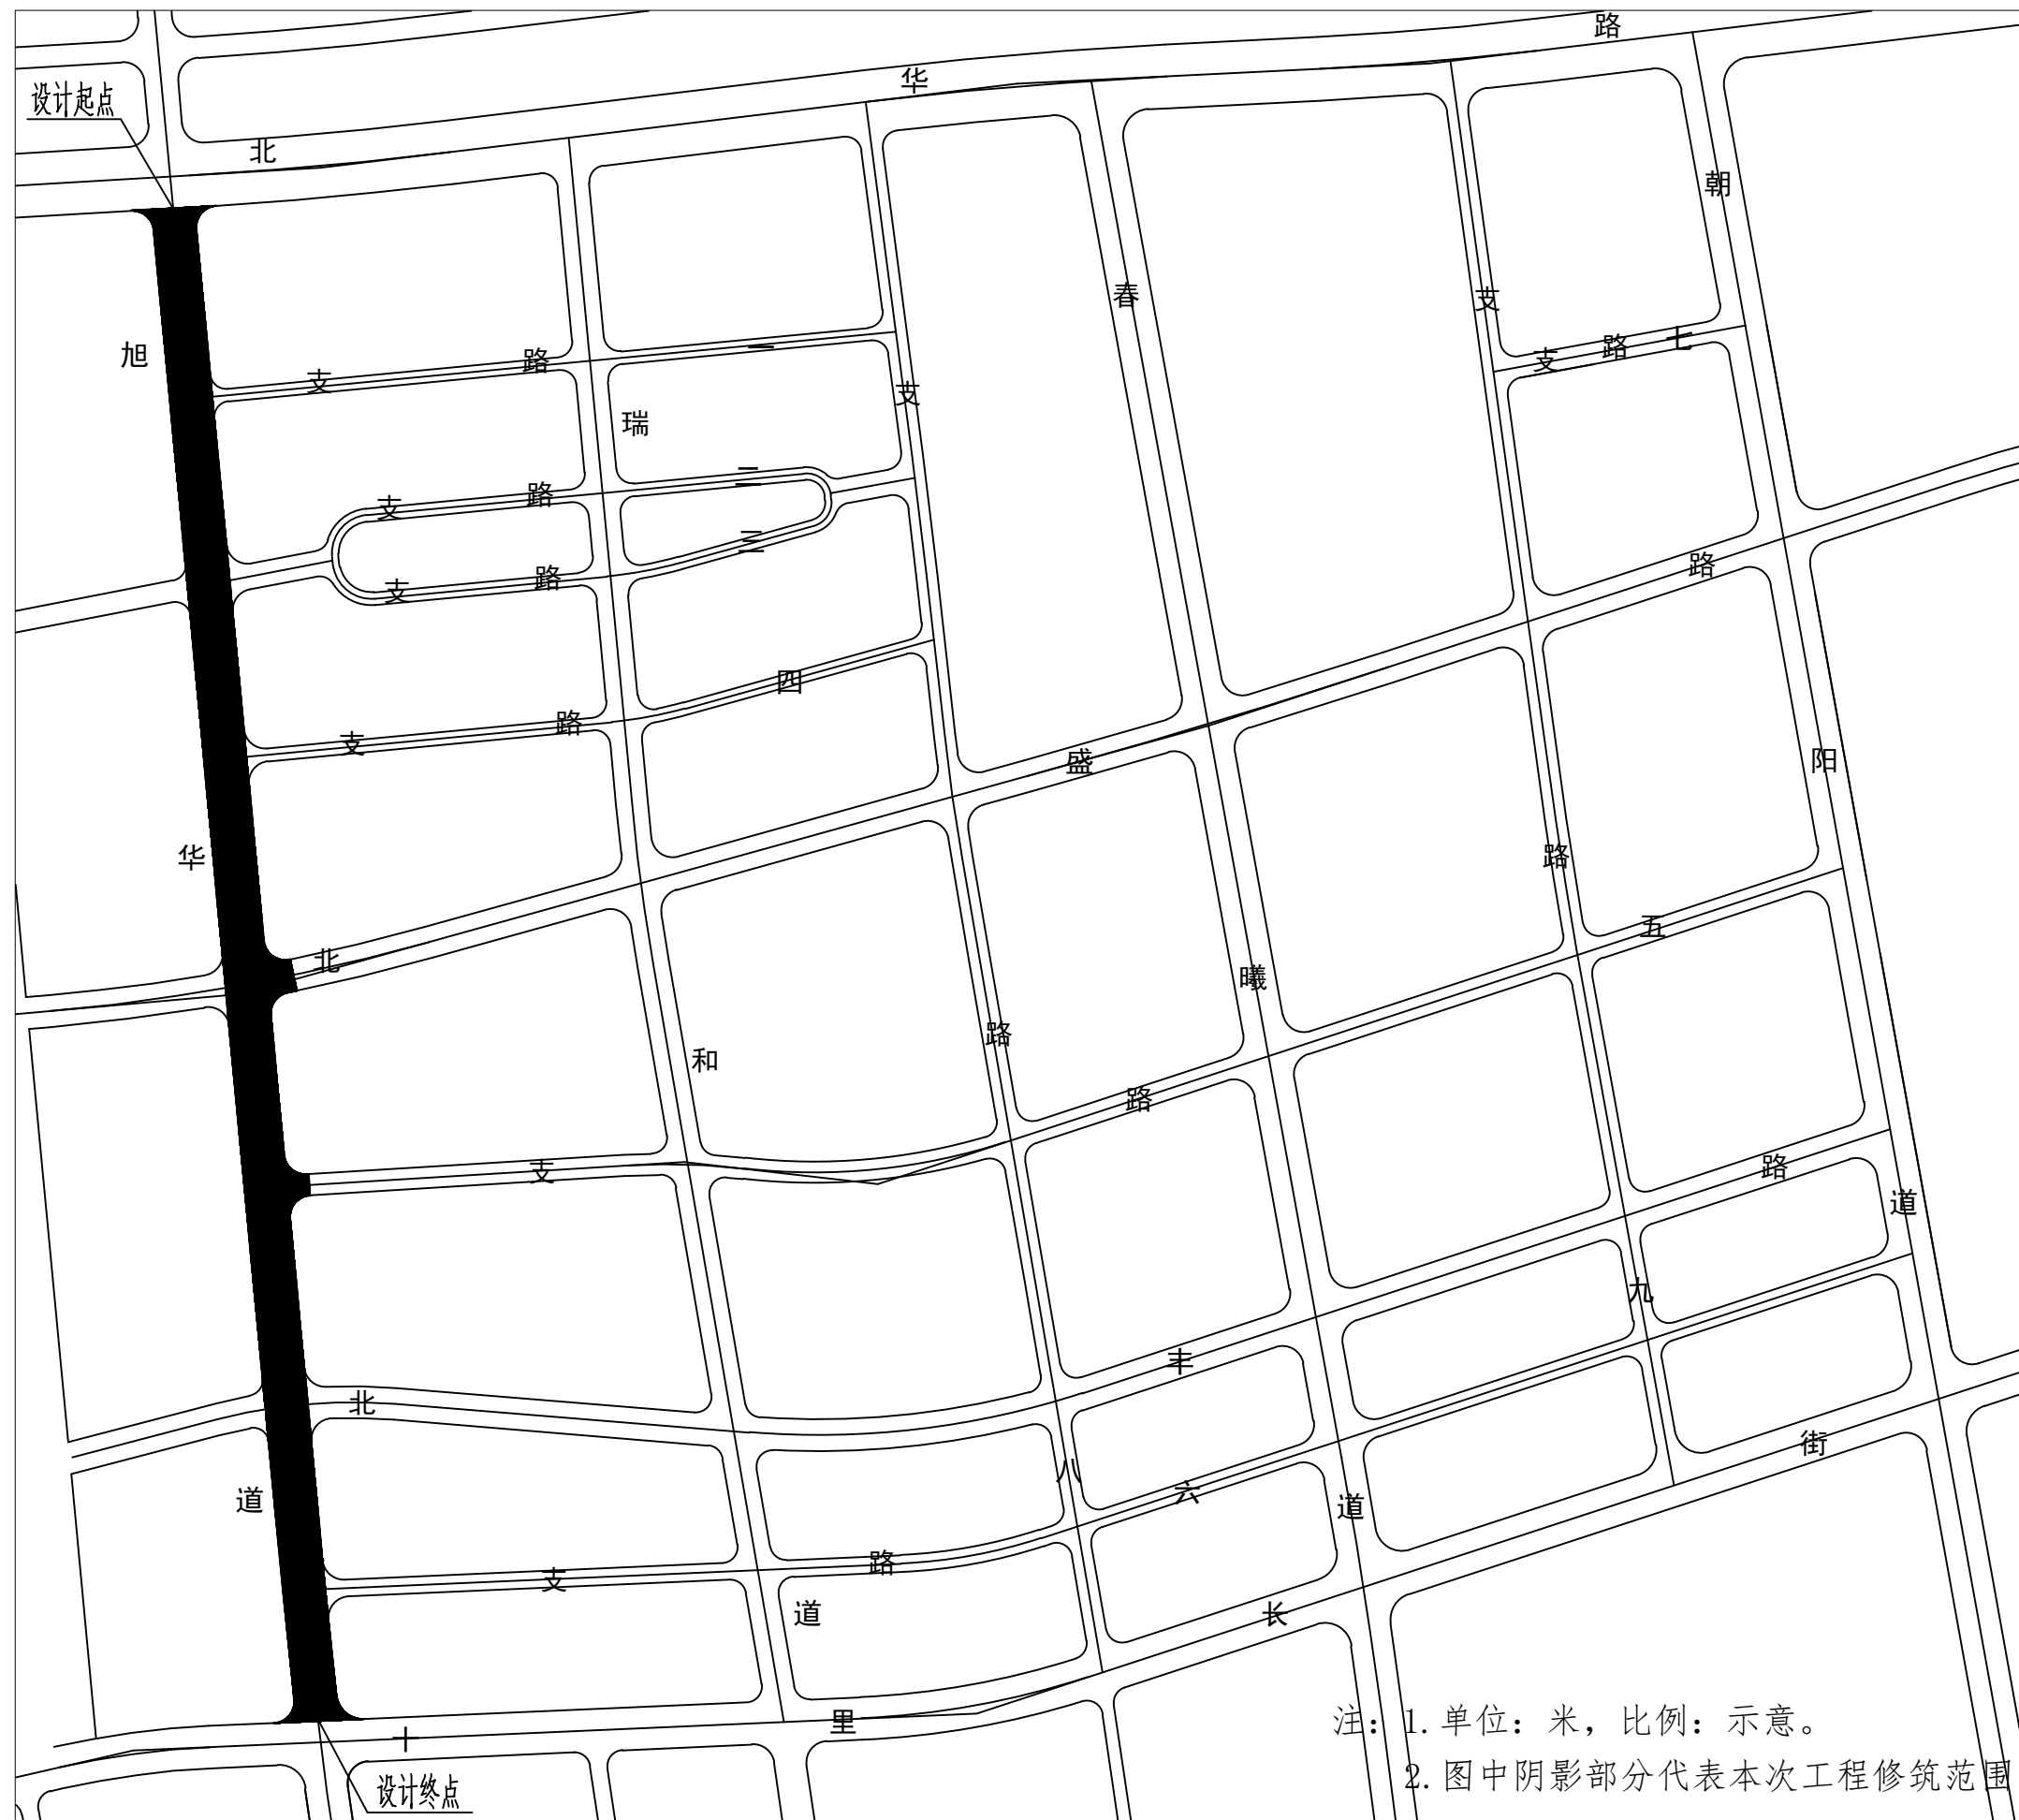 路
华
设计起点
北
朝
春
支
旭
支 路 一
支 路 七
瑞
支
支 路 二
支 路 三
路
支 路 四
盛
阳
华
路
五
北
曦
路
和
路
支
路
道
九
丰
北
街
八
六
道
道
支 路
长
道
里
十
设计终点
注：1.单位：米，比例：示意。
2.图中阴影部分代表本次工程修筑范围